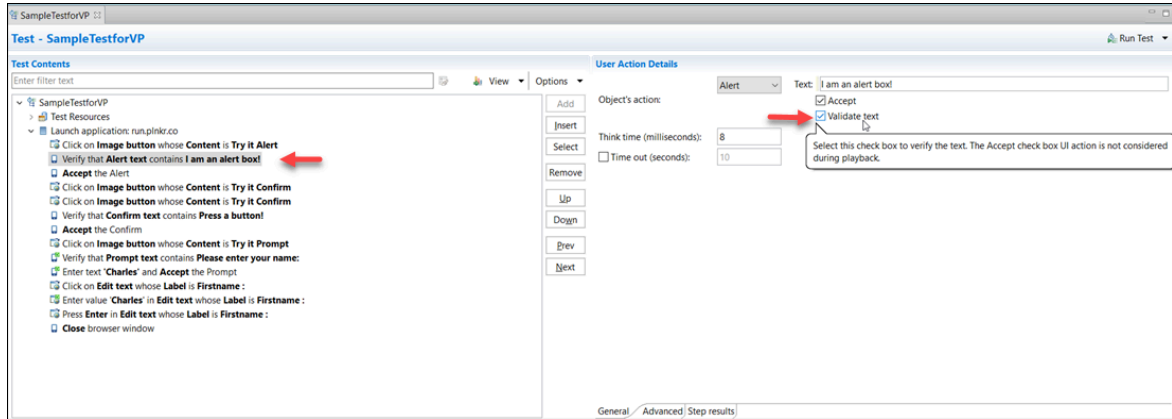 SampleTestforVP
Test - SampleTestforVP
Run Test
Test Contents
Enter filter text
View
Options
SampleTestforVP
Test Resources
Launch application: run.plnkr.co
Click on Image button whose Content is Try it Alert
Verify that Alert text contains I am an alert box!
Accept the Alert
Click on Image button whose Content is Try it Confirm
Click on Image button whose Content is Try it Confirm
Verify that Confirm text contains Press a button!
Accept the Confirm
Click on Image button whose Content is Try it Prompt
Verify that Prompt text contains Please enter your name:
Enter text 'Charles' and Accept the Prompt
Click on Edit text whose Label is Firstname :
Enter value 'Charles' in Edit text whose Label is Firstname :
Press Enter in Edit text whose Label is Firstname :
Close browser window
Add
Insert
Select
Remove
Up
Down
Prev
Next
User Action Details
Alert
Text: I am an alert box!
Object's action:
Accept
Validate text
Think time (milliseconds): 8
Time out (seconds): 10
Select this check box to verify the text. The Accept check box UI action is not considered
during playback.
General Advanced Step results